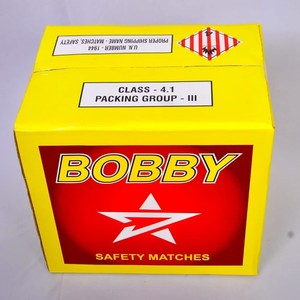 U.N. NUMBER - 1944
PROPER SHIPPING NAME - MATCHES, SAFETY
CLASS - 4.1
PACKING GROUP - III
BOBBY
SAFETY MATCHES